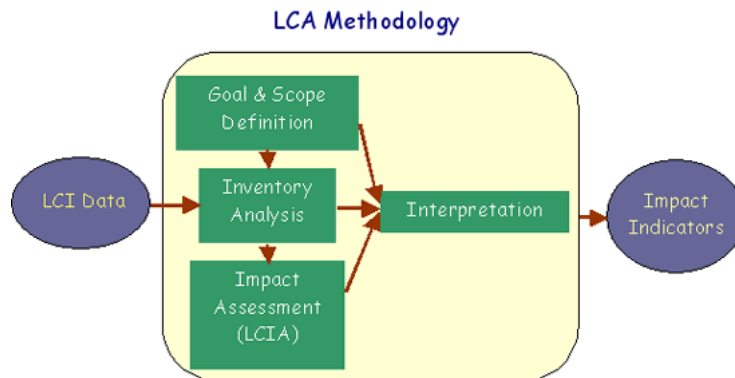 LCA Methodology
Goal & Scope
Definition
LCI Data
Inventory
Analysis
Interpretation
Impact
Indicators
Impact
Assessment
(LCIA)